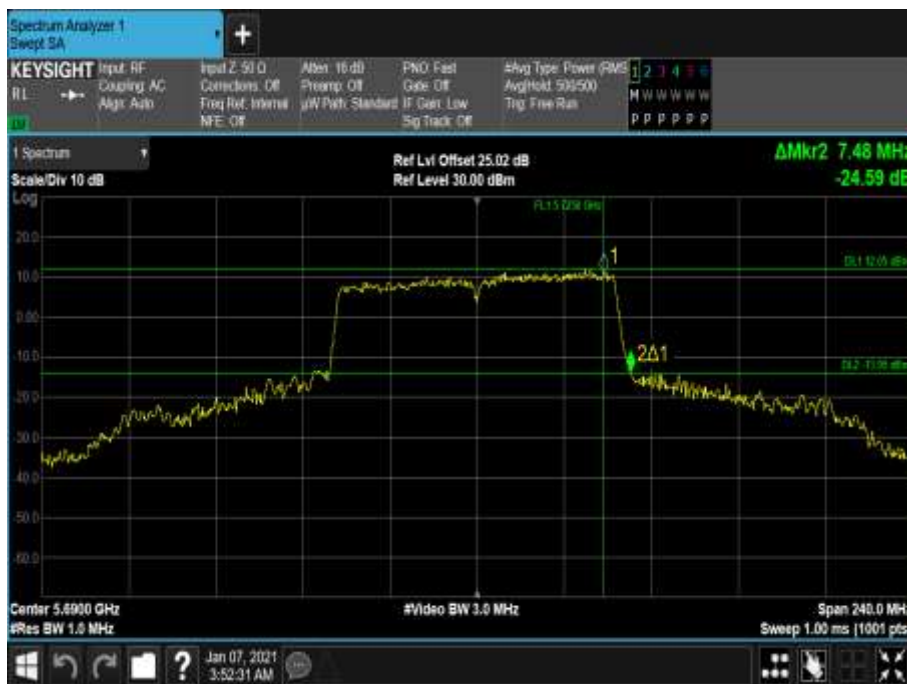 Spectrum Analyzer 1
Swept SA
+
KEYSIGHT
RL
Input: RF
Coupling: AC
Align: Auto
Input Z: 50 Ω
Corrections: Off
Freq Ref: Internal
NFE: Off
Atten: 16 dB
Preamp: Off
µW Path: Standard
PNO: Fast
Gate: Off
IF Gain: Low
Sig Track: Off
#Avg Type: Power (RMS
Avg|Hold: 500/500
Trig: Free Run
1 2 3 4 5 6
M W W W W W
P P P P P P
1 Spectrum
Scale/Div 10 dB
Ref Lvl Offset 25.02 dB
Ref Level 30.00 dBm
ΔMkr2 7.48 MHz
-24.59 dB
Log
20.0
10.0
0.00
-10.0
-20.0
-30.0
-40.0
-50.0
-60.0
1
2Δ1
Center 5.6900 GHz
#Res BW 1.0 MHz
#Video BW 3.0 MHz
Span 240.0 MHz
Sweep 1.00 ms (1001 pts
?
Jan 07, 2021
3:52:31 AM